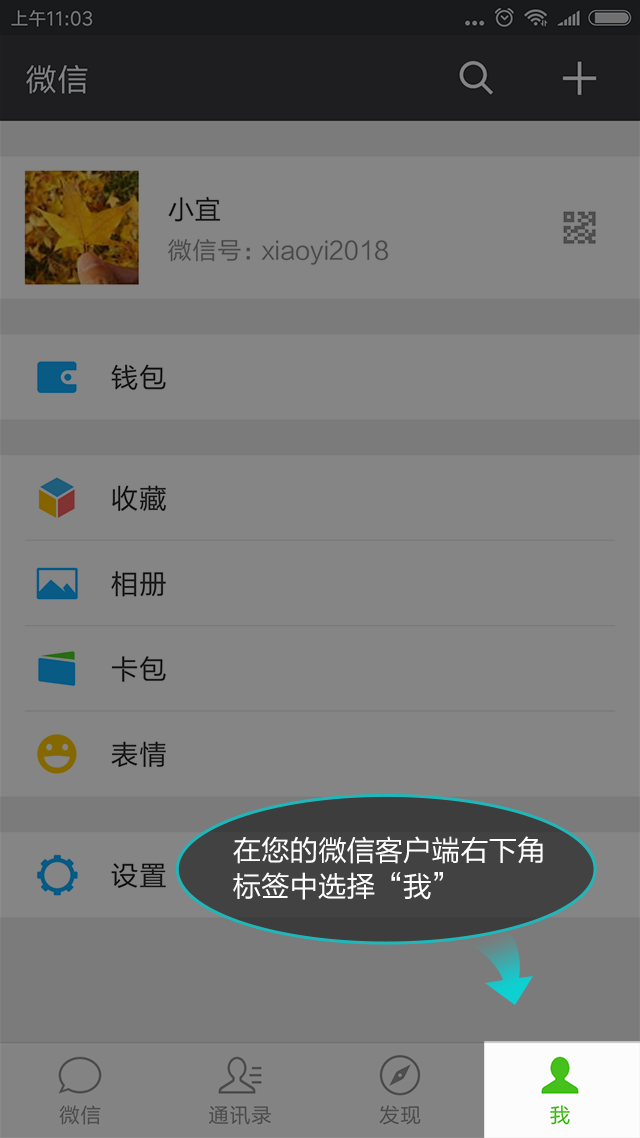 上午11:03
微信
小宜
微信号：xiaoyi2018
钱包
收藏
相册
卡包
表情
设置
在您的微信客户端右下角
标签中选择“我”
微信
通讯录
发现
我